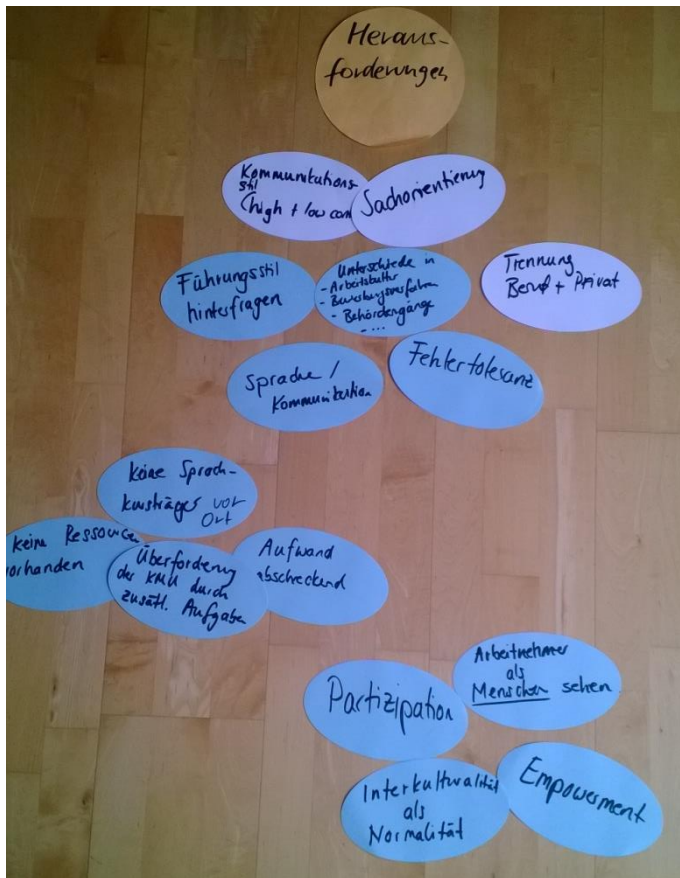 Heraus-
forderungen
Kommunikations-
stil
(high + low con
Sachorientierung
Führungsstil
hinterfragen
Unterschiede in
- Arbeitskultur
- Bewerbungsverfahren
- Behördengänge
- ...
Trennung
Beruf + Privat
Sprache /
Kommunikation
Fehlertoleranz
keine Sprach-
kursträger vor
Ort
keine Ressourcen
vorhanden
Überforderung
der KMU durch
zusätl. Aufgaben
Aufwand
abschreckend
Arbeitnehmer
als
Menschen sehen
Partizipation
Interkulturalität
als
Normalität
Empowerment